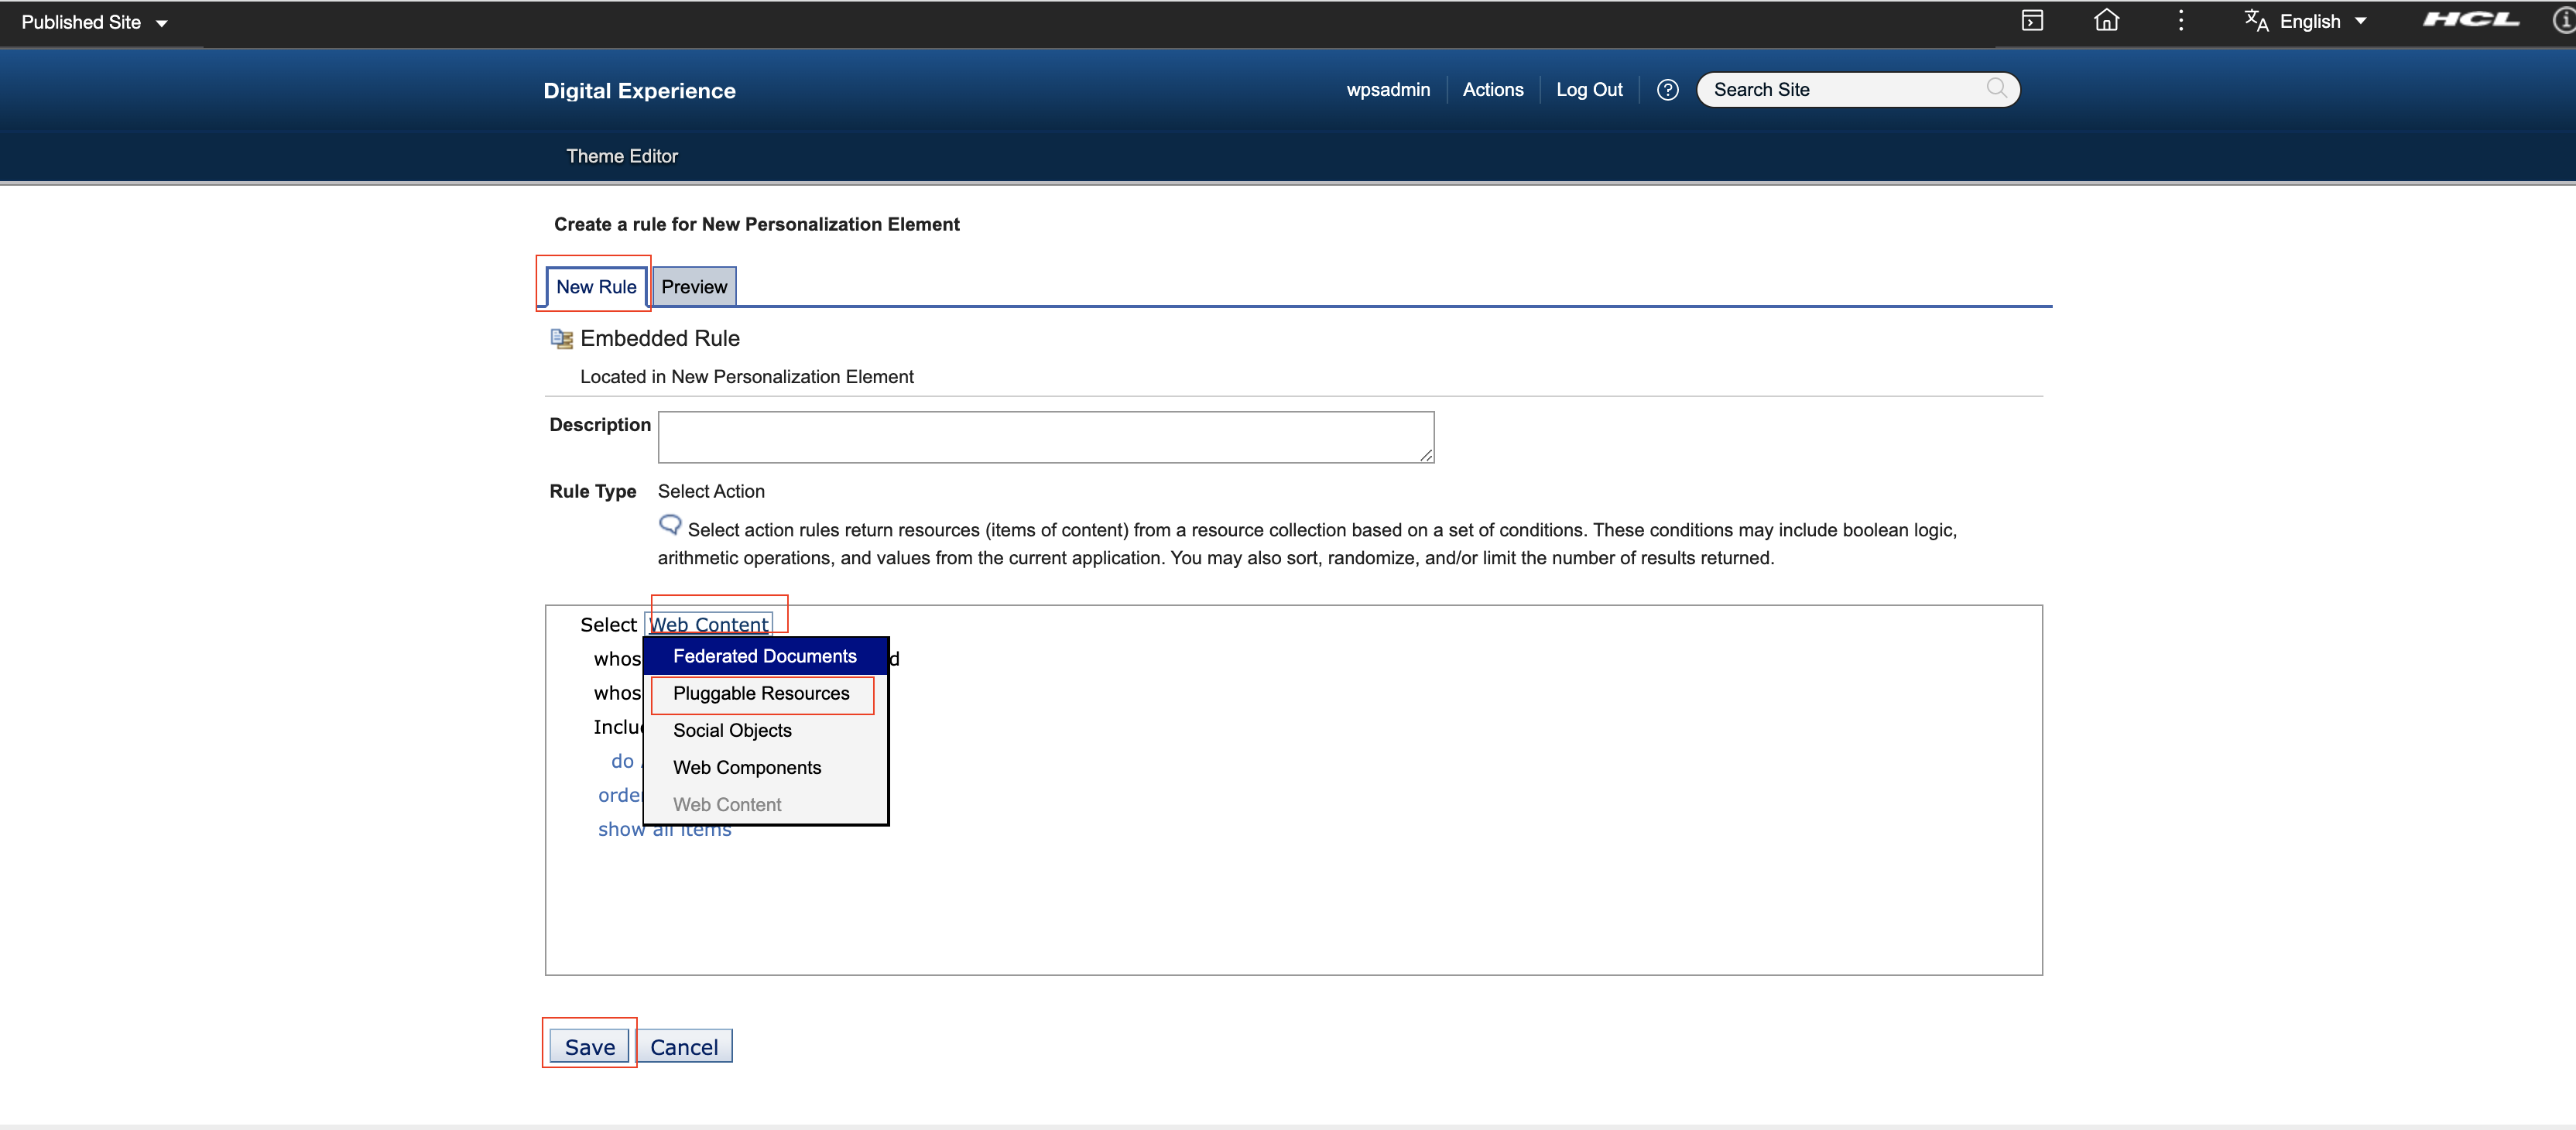 Published Site
English
HCL
Digital Experience
wpsadmin
Actions
Log Out
Search Site
Theme Editor
Create a rule for New Personalization Element
New Rule
Preview
Embedded Rule
Located in New Personalization Element
Description
Rule Type
Select Action
Select action rules return resources (items of content) from a resource collection based on a set of conditions. These conditions may include boolean logic,
arithmetic operations, and values from the current application. You may also sort, randomize, and/or limit the number of results returned.
Select Web Content
Federated Documents
whos
d
Pluggable Resources
whos
Social Objects
Inclu
Web Components
do
Web Content
orde
show all items
Save
Cancel